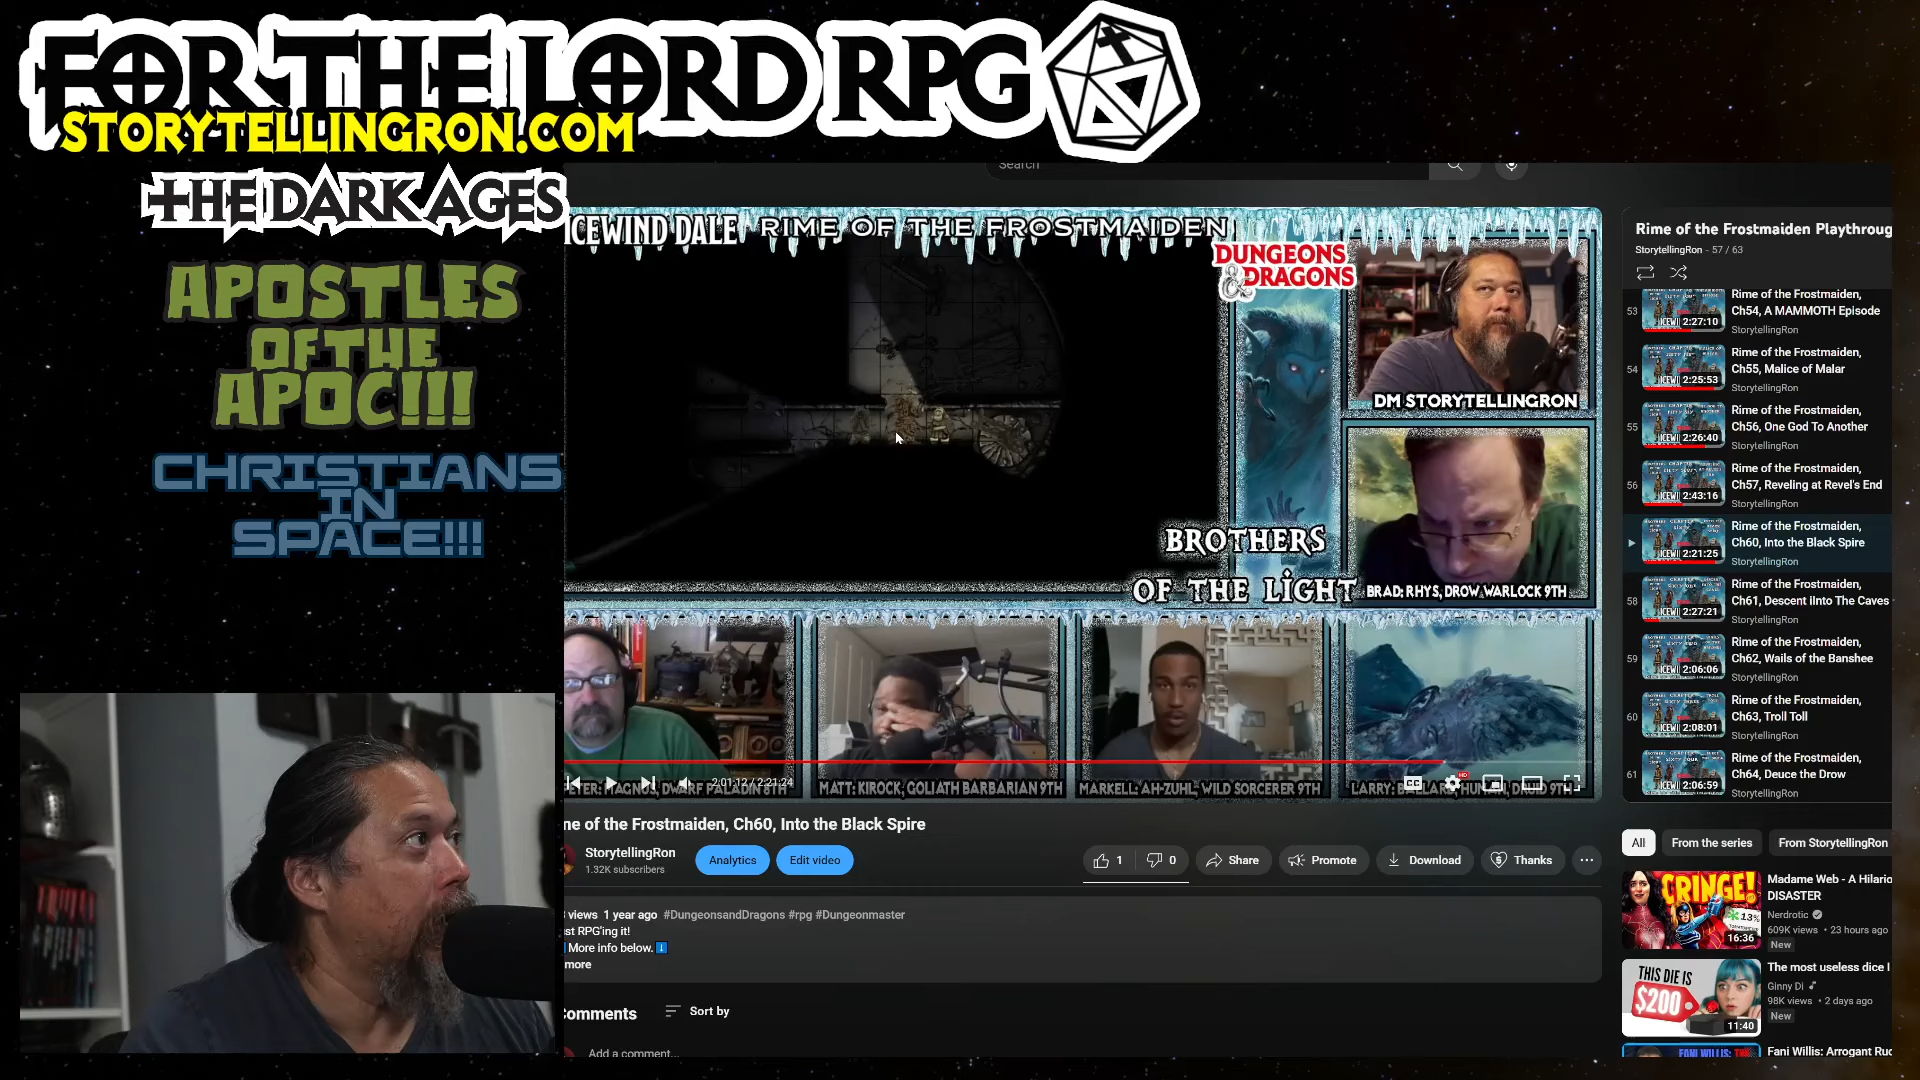 FOR THE LORD RPG
STORYTELLINGRON.COM
THE DARK AGES
APOSTLES
OF THE
APOC!!!
CHRISTIANS
IN
SPACE!!!
Search
ICEWIND DALE
RIME OF THE FROSTMAIDEN
DUNGEONS
& DRAGONS
DM STORYTELLINGRON
BROTHERS
OF THE LIGHT
BRAD: RHYS, DROW WARLOCK 9TH
MATT: KIROCK, GOLIATH BARBARIAN 9TH
MARKELL: AH-ZUHL, WILD SORCERER 9TH
2:01:12 / 2:21:24
CC
HD
me of the Frostmaiden, Ch60, Into the Black Spire
StorytellingRon
1.32K subscribers
Analytics
Edit video
1
0
Share
Promote
Download
Thanks
views 1 year ago #DungeonsandDragons #rpg #Dungeonmaster
st RPG'ing it!
More info below.
more
omments
Sort by
Add a comment...
Rime of the Frostmaiden Playthroug
StorytellingRon - 57 / 63
53
2:27:10
Rime of the Frostmaiden,
Ch54, A MAMMOTH Episode
StorytellingRon
54
2:25:53
Rime of the Frostmaiden,
Ch55, Malice of Malar
StorytellingRon
55
2:26:40
Rime of the Frostmaiden,
Ch56, One God To Another
StorytellingRon
56
2:43:16
Rime of the Frostmaiden,
Ch57, Reveling at Revel's End
StorytellingRon
2:21:25
Rime of the Frostmaiden,
Ch60, Into the Black Spire
StorytellingRon
58
2:27:21
Rime of the Frostmaiden,
Ch61, Descent iInto The Caves
StorytellingRon
59
2:06:06
Rime of the Frostmaiden,
Ch62, Wails of the Banshee
StorytellingRon
60
2:08:01
Rime of the Frostmaiden,
Ch63, Troll Toll
StorytellingRon
61
2:06:59
Rime of the Frostmaiden,
Ch64, Deuce the Drow
StorytellingRon
All
From the series
From StorytellingRon
CRINGE!
13%
16:36
Madame Web - A Hilario
DISASTER
Nerdrotic
609K views • 23 hours ago
New
THIS DIE IS
$200
11:40
The most useless dice I
Ginny Di
98K views • 2 days ago
New
Fani Willis: Arrogant Ruc